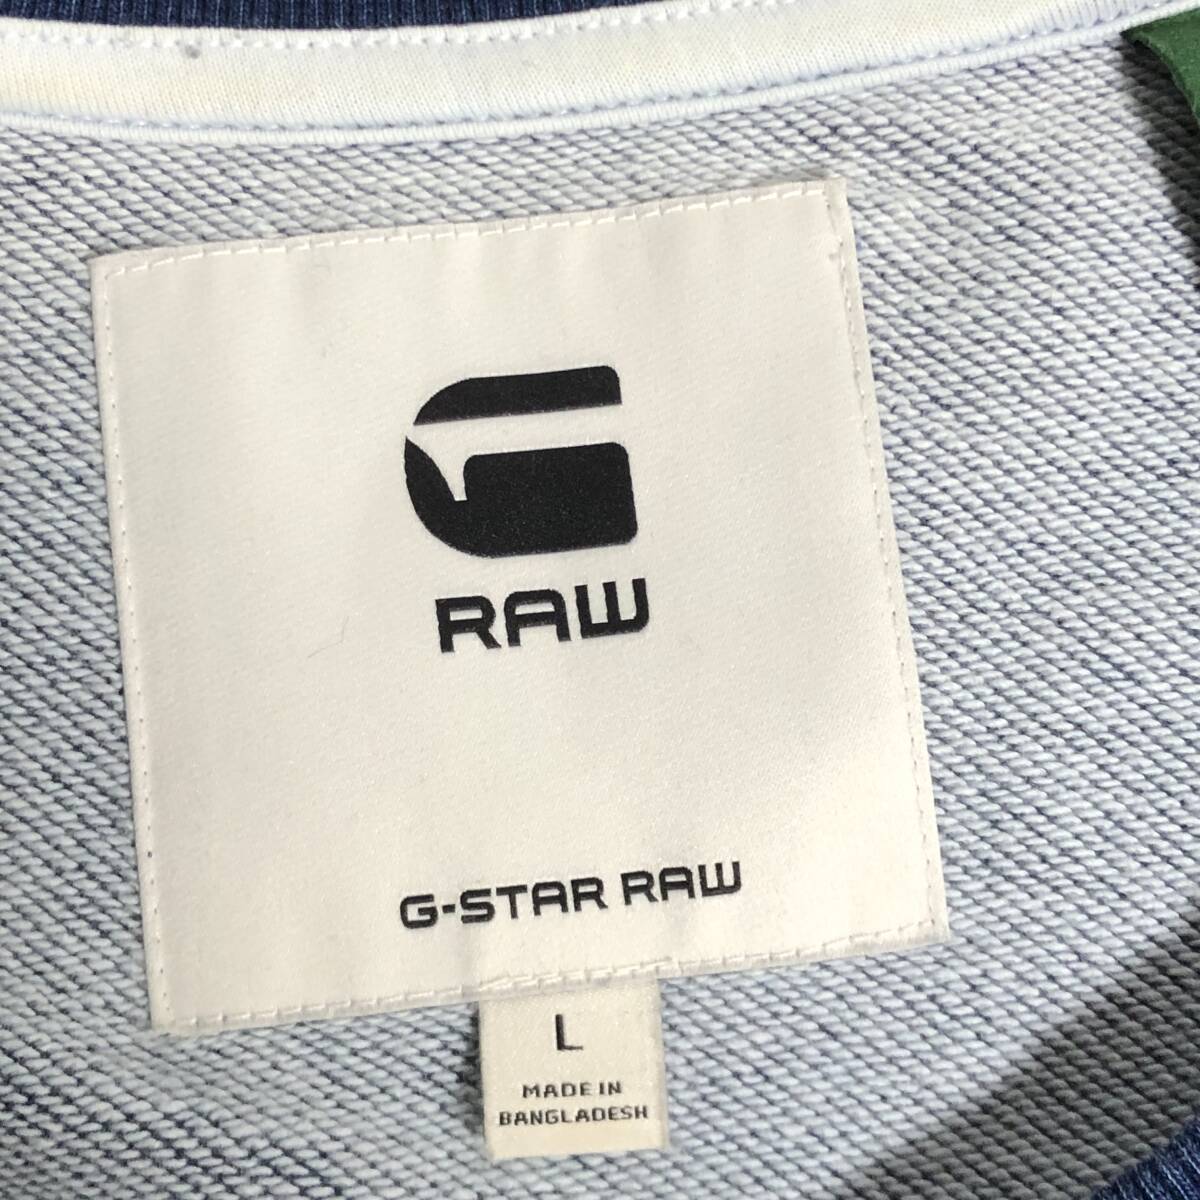 G
RAW
G-STAR RAW
L
MADE IN
BANGLADESH